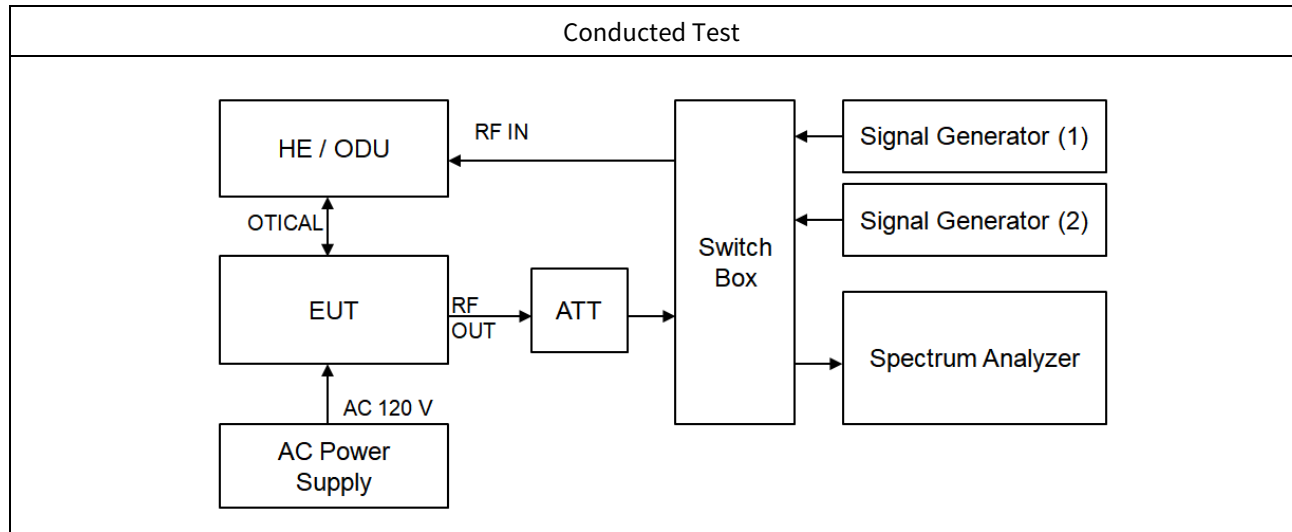 Conducted Test
HE / ODU
RF IN
Signal Generator (1)
Signal Generator (2)
OTICAL
Switch
Box
EUT
RF
OUT
ATT
Spectrum Analyzer
AC 120 V
AC Power
Supply